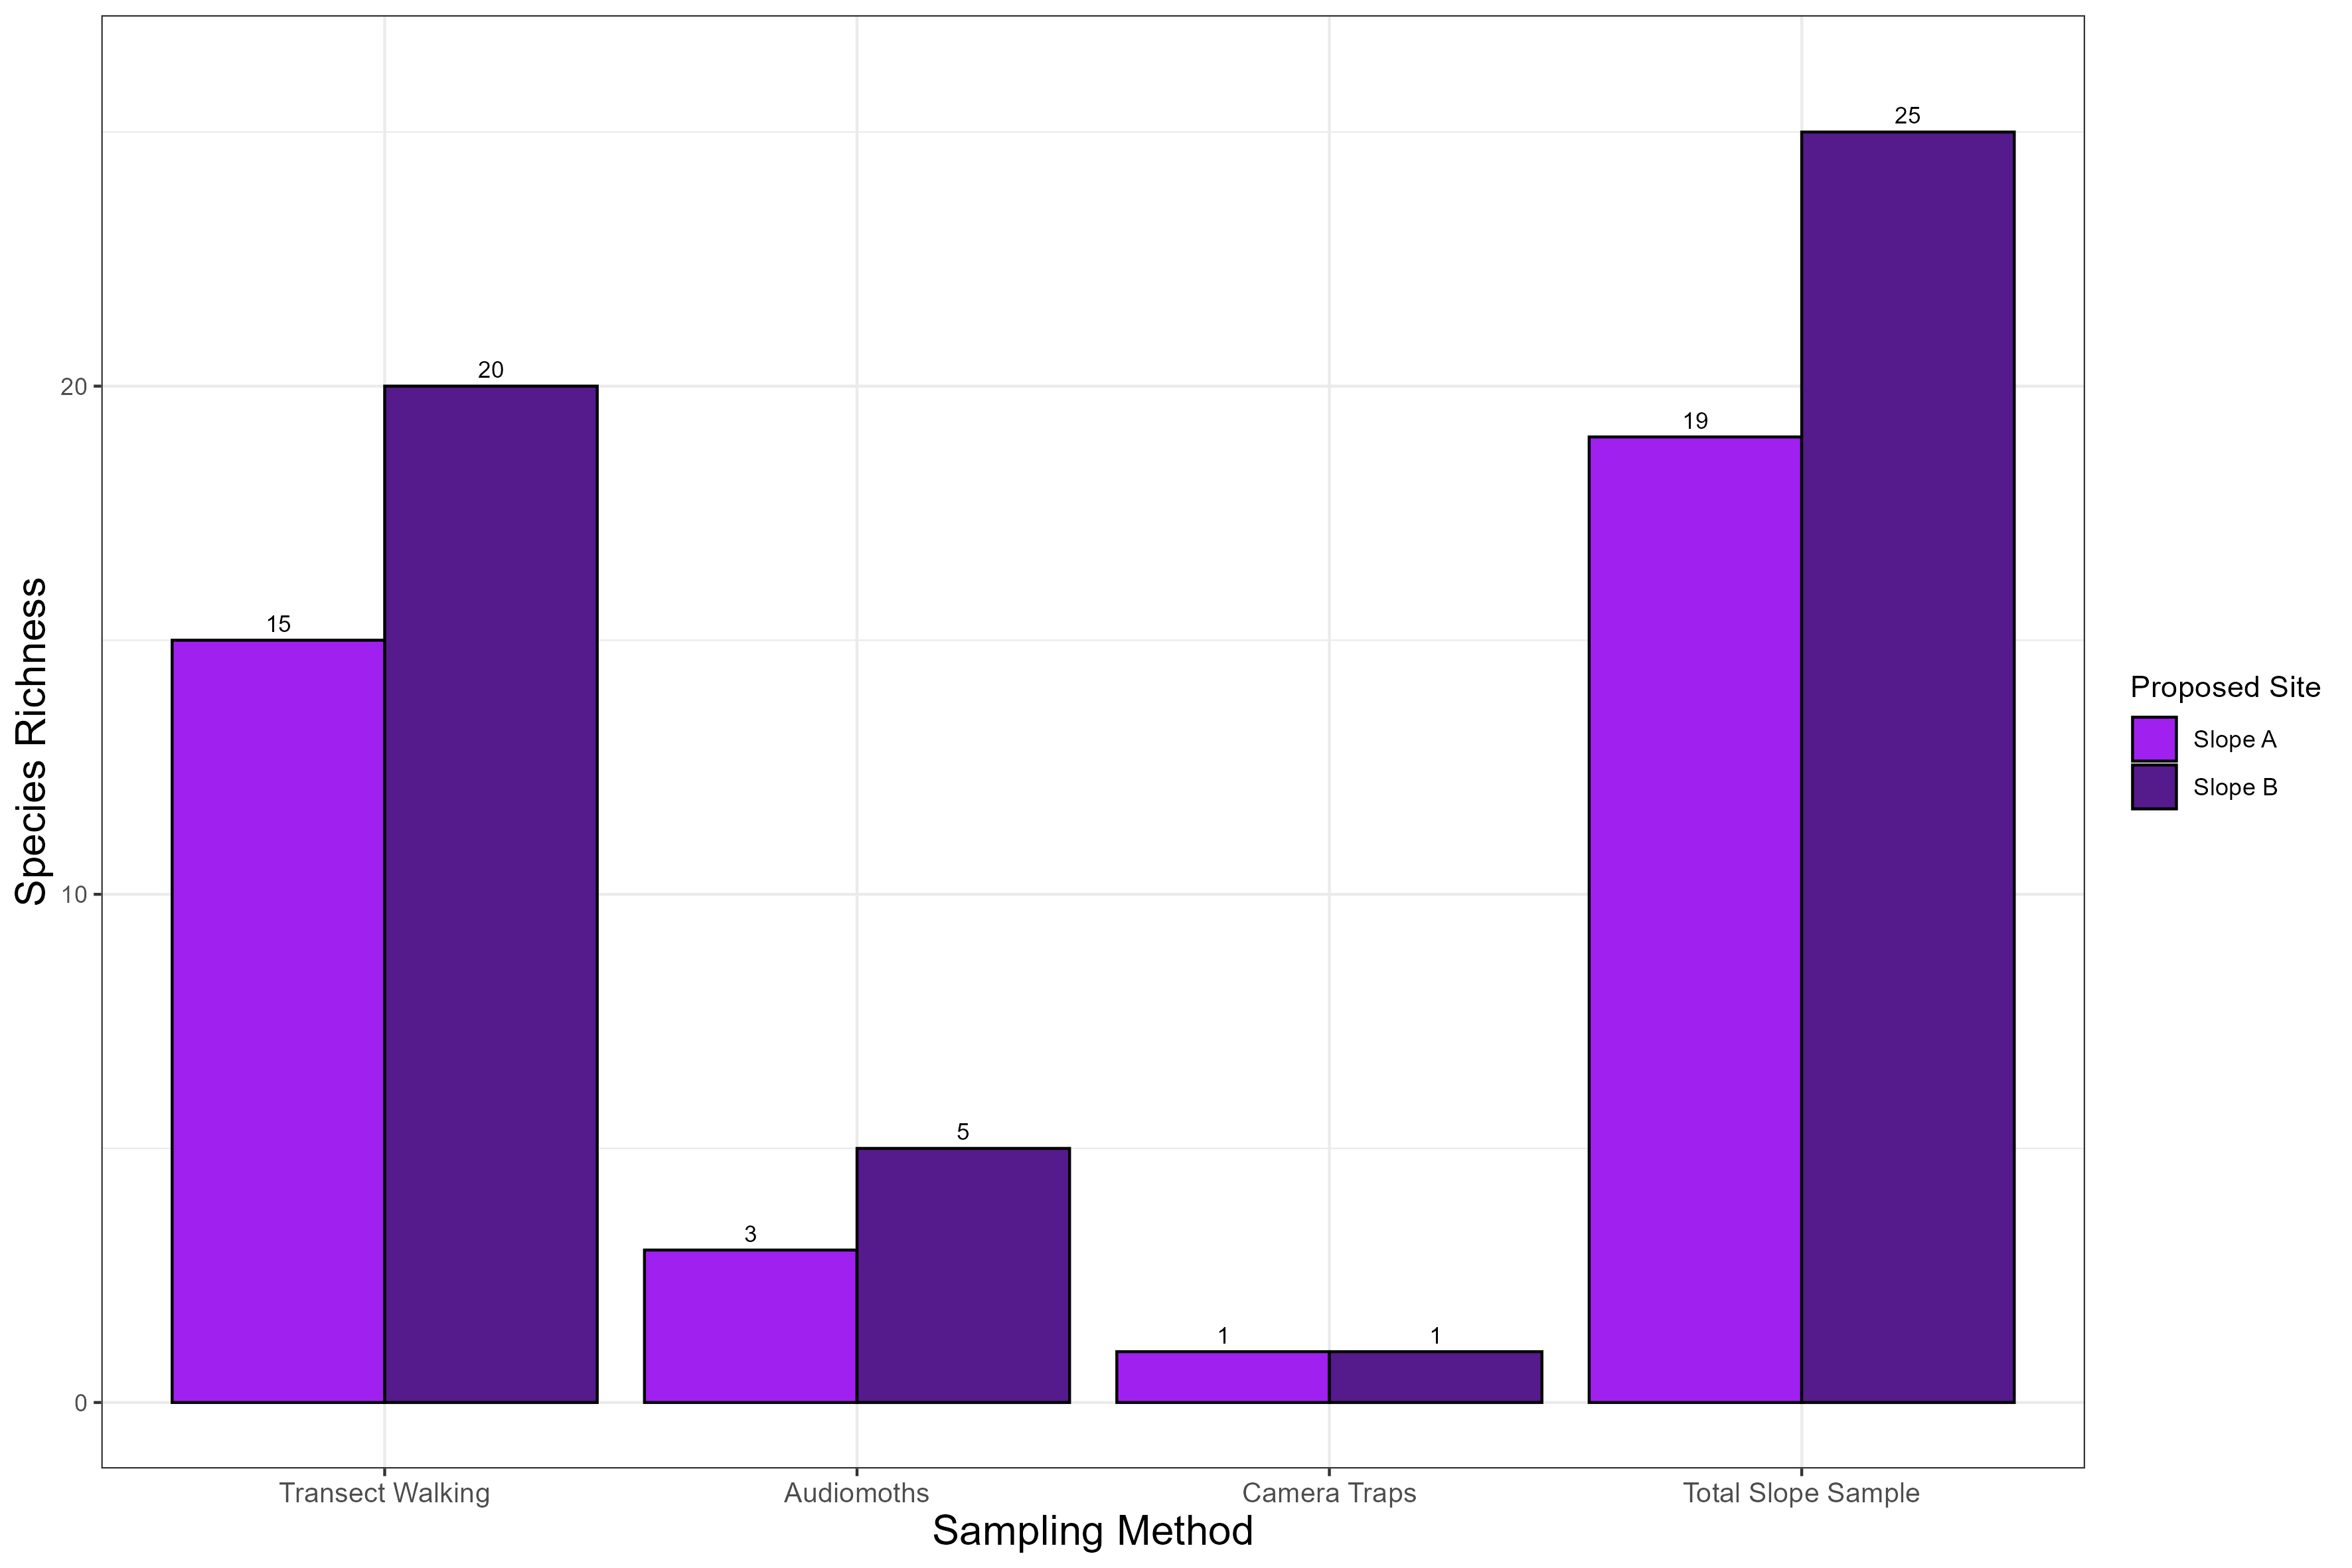 25
20
19
15
5
3
1
1
20
10
0
Species Richness
Transect Walking
Audiomoths
Camera Traps
Total Slope Sample
Sampling Method
Proposed Site
Slope A
Slope B